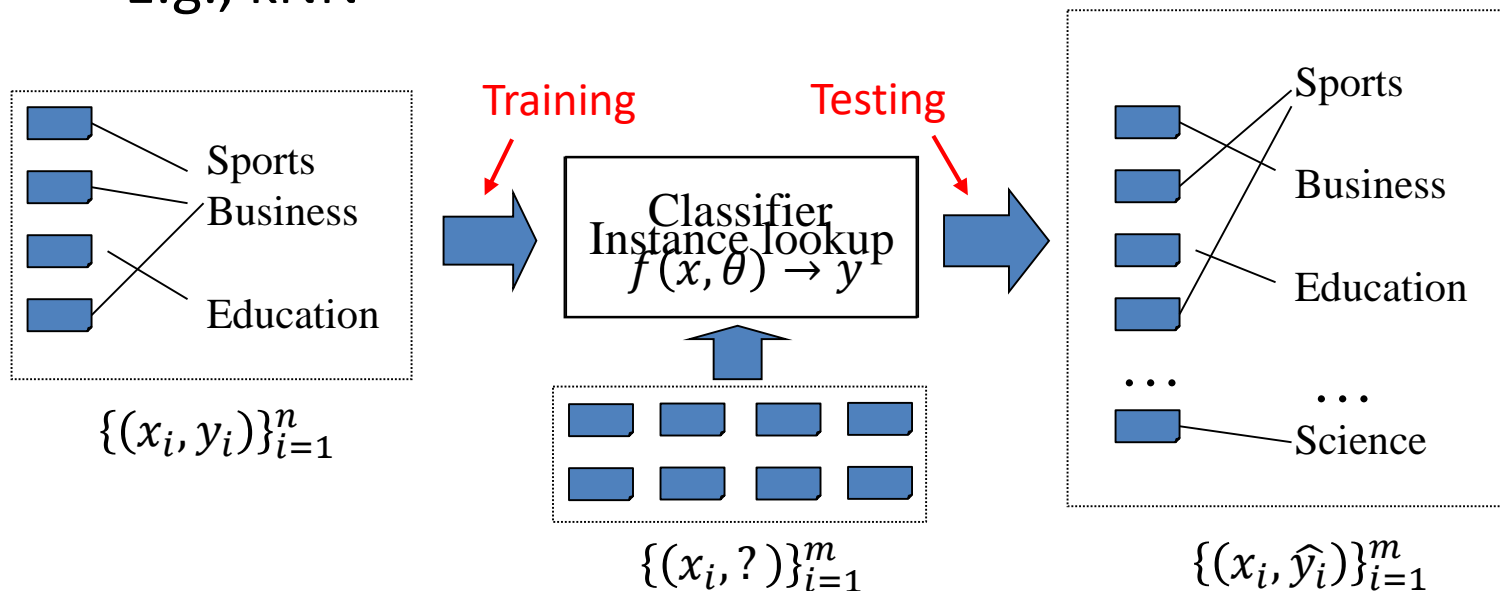 E.g., kNN
Training
Testing
Sports
Business
Education
{(x_i, y_i)}_{i=1}^{n}
Classifier
Instance lookup
f(x, θ) → y
{(x_i, ? )}_{i=1}^{m}
Sports
Business
Education
... ...
Science
{(x_i, ŷ_i)}_{i=1}^{m}